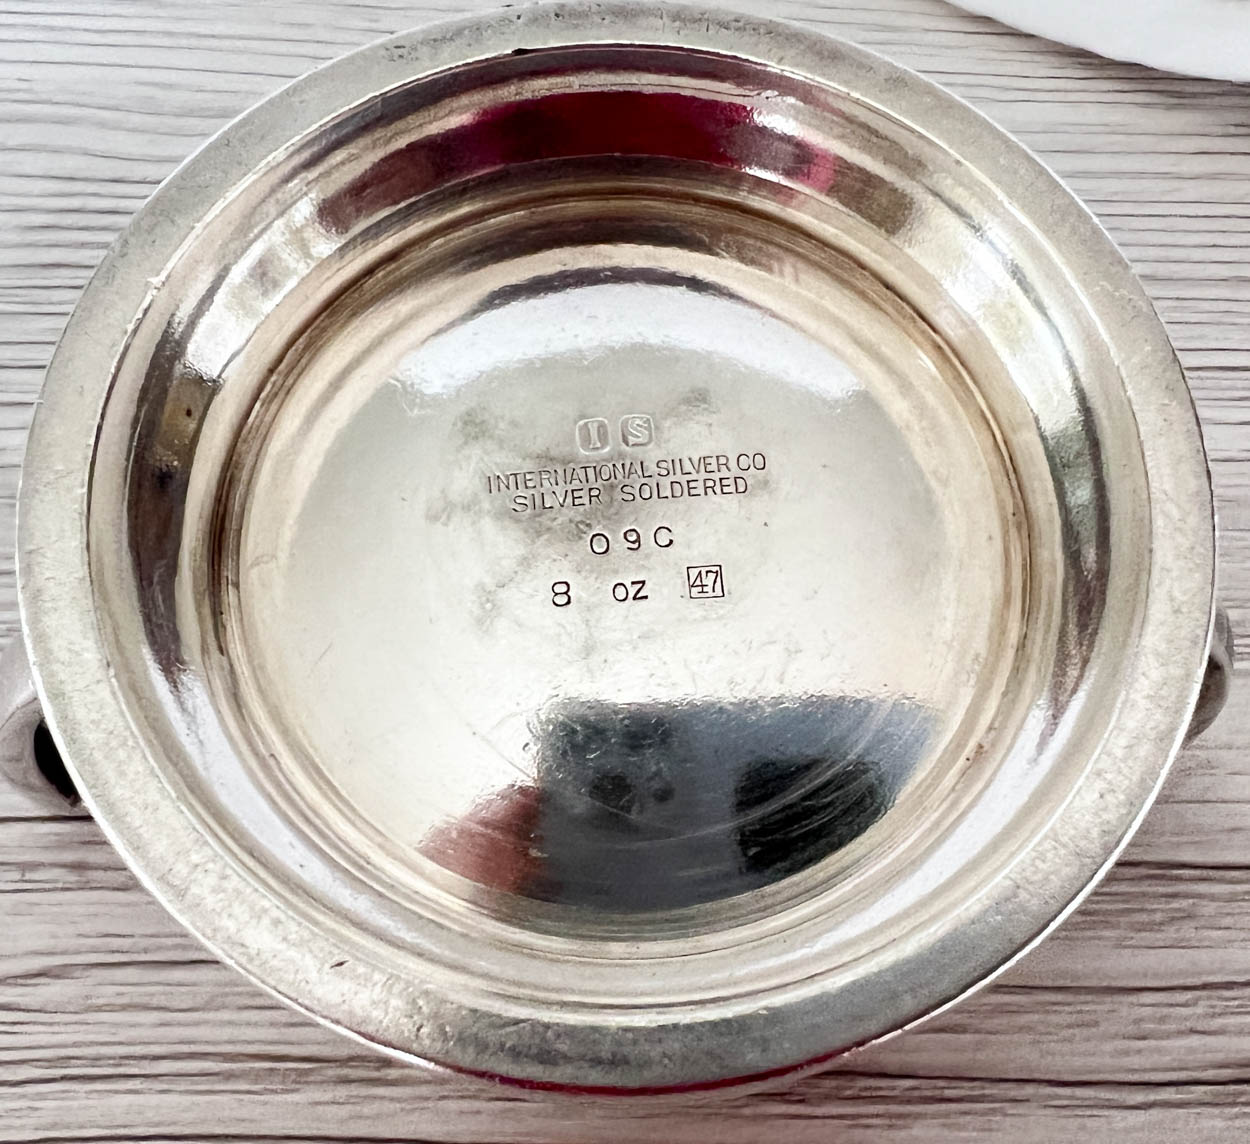 I S
INTERNATIONAL SILVER CO
SILVER SOLDERED
09C
8 oz 47